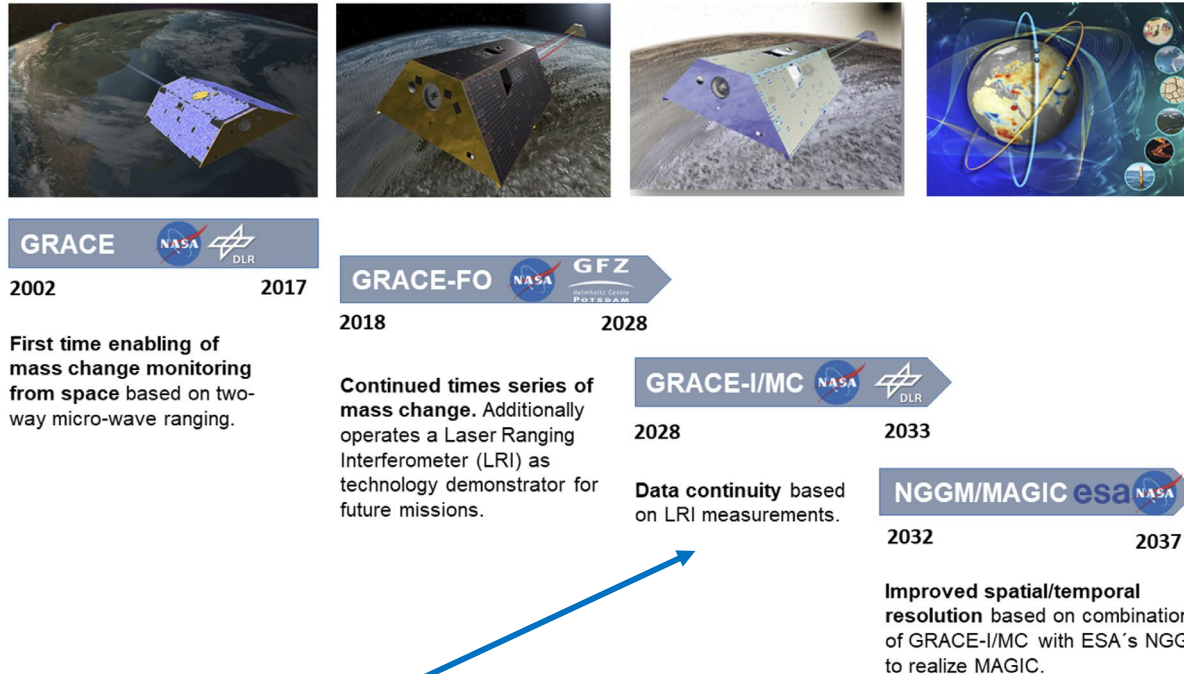 GRACE
NASA
DLR
2002 2017
First time enabling of
mass change monitoring
from space based on two-
way micro-wave ranging.
GRACE-FO
NASA
GFZ
Helmholtz Centre
POTSDAM
2018 2028
Continued times series of
mass change. Additionally
operates a Laser Ranging
Interferometer (LRI) as
technology demonstrator for
future missions.
GRACE-I/MC
NASA
DLR
2028 2033
Data continuity based
on LRI measurements.
NGGM/MAGIC
esa
NASA
2032 2037
Improved spatial/temporal
resolution based on combination
of GRACE-I/MC with ESA´s NGG
to realize MAGIC.